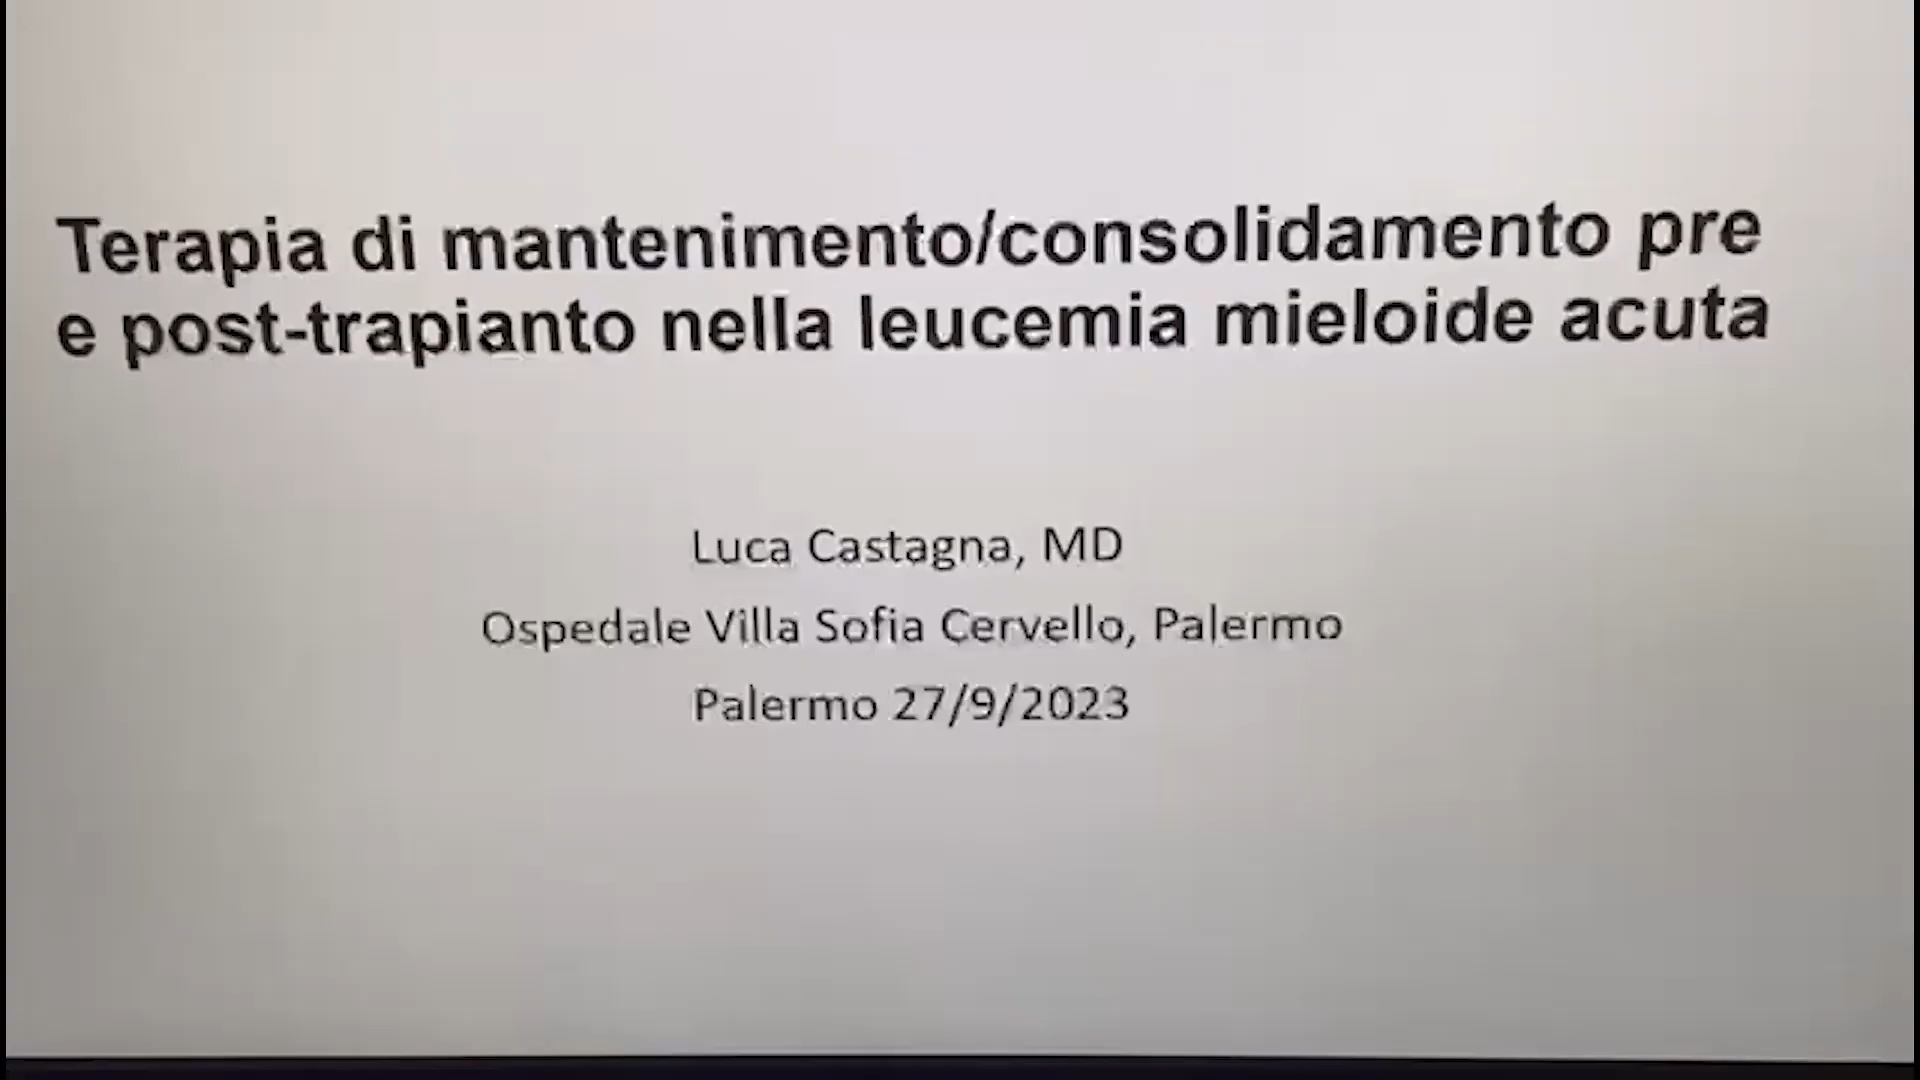 Terapia di mantenimento/consolidamento pre
e post-trapianto nella leucemia mieloide acuta
Luca Castagna, MD
Ospedale Villa Sofia Cervello, Palermo
Palermo 27/9/2023